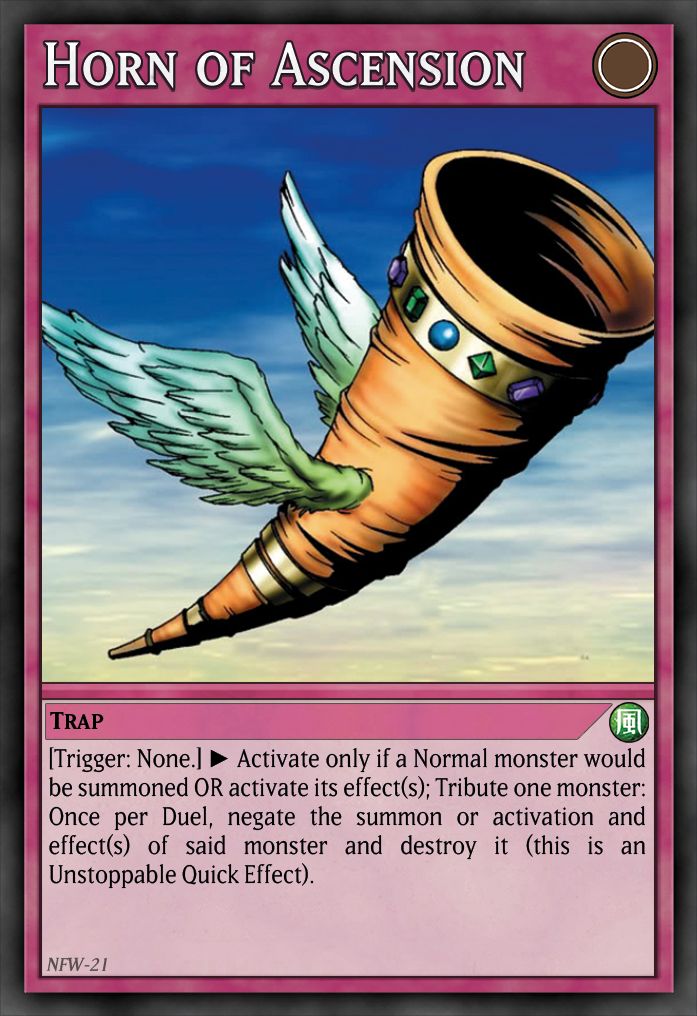 Horn of Ascension
Trap
風
[Trigger: None.] ► Activate only if a Normal monster would
be summoned OR activate its effect(s); Tribute one monster:
Once per Duel, negate the summon or activation and
effect(s) of said monster and destroy it (this is an
Unstoppable Quick Effect).
NFW-21